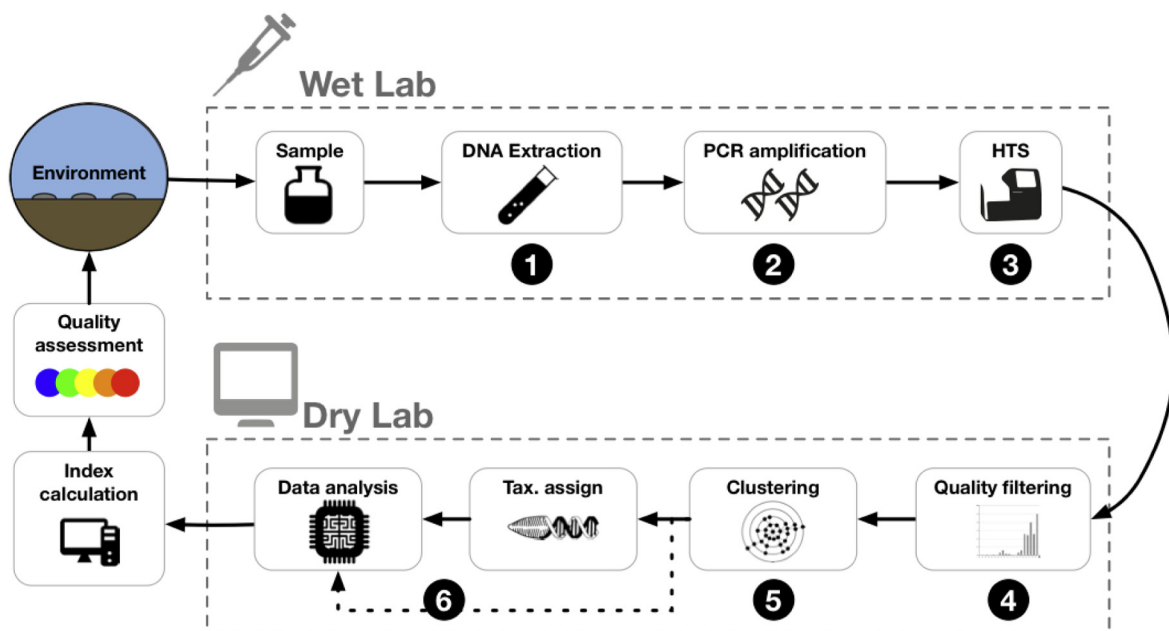 Wet Lab
Environment
Sample
DNA Extraction
PCR amplification
HTS
1
2
3
Quality
assessment
Dry Lab
Index
calculation
Data analysis
Tax. assign
Clustering
Quality filtering
6
5
4